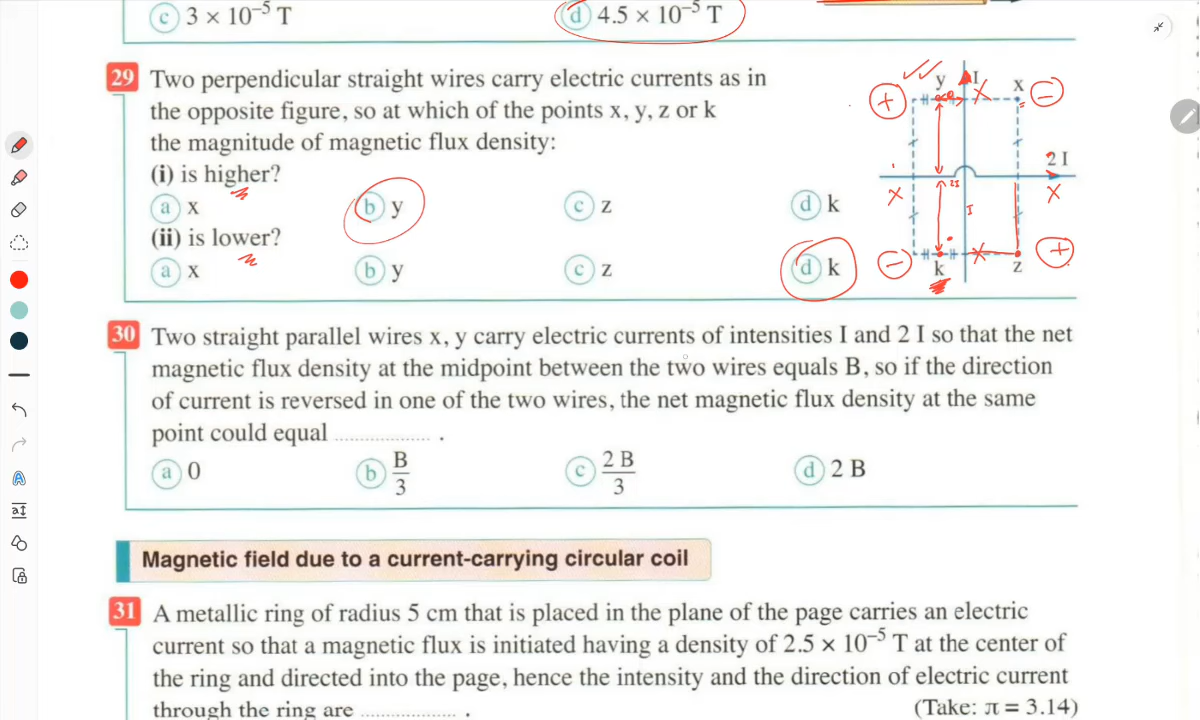 c 3 × 10⁻⁵ T
d 4.5 × 10⁻⁵ T
29 Two perpendicular straight wires carry electric currents as in
the opposite figure, so at which of the points x, y, z or k
the magnitude of magnetic flux density:
(i) is higher?
a x
b y
c z
d k
(ii) is lower?
a x
b y
c z
d k
y
I
x
2 I
2I
I
k
z
30 Two straight parallel wires x, y carry electric currents of intensities I and 2 I so that the net
magnetic flux density at the midpoint between the two wires equals B, so if the direction
of current is reversed in one of the two wires, the net magnetic flux density at the same
point could equal .................. .
a 0
b B/3
c 2 B/3
d 2 B
Magnetic field due to a current-carrying circular coil
31 A metallic ring of radius 5 cm that is placed in the plane of the page carries an electric
current so that a magnetic flux is initiated having a density of 2.5 × 10⁻⁵ T at the center of
the ring and directed into the page, hence the intensity and the direction of electric current
through the ring are .................. .
(Take: π = 3.14)